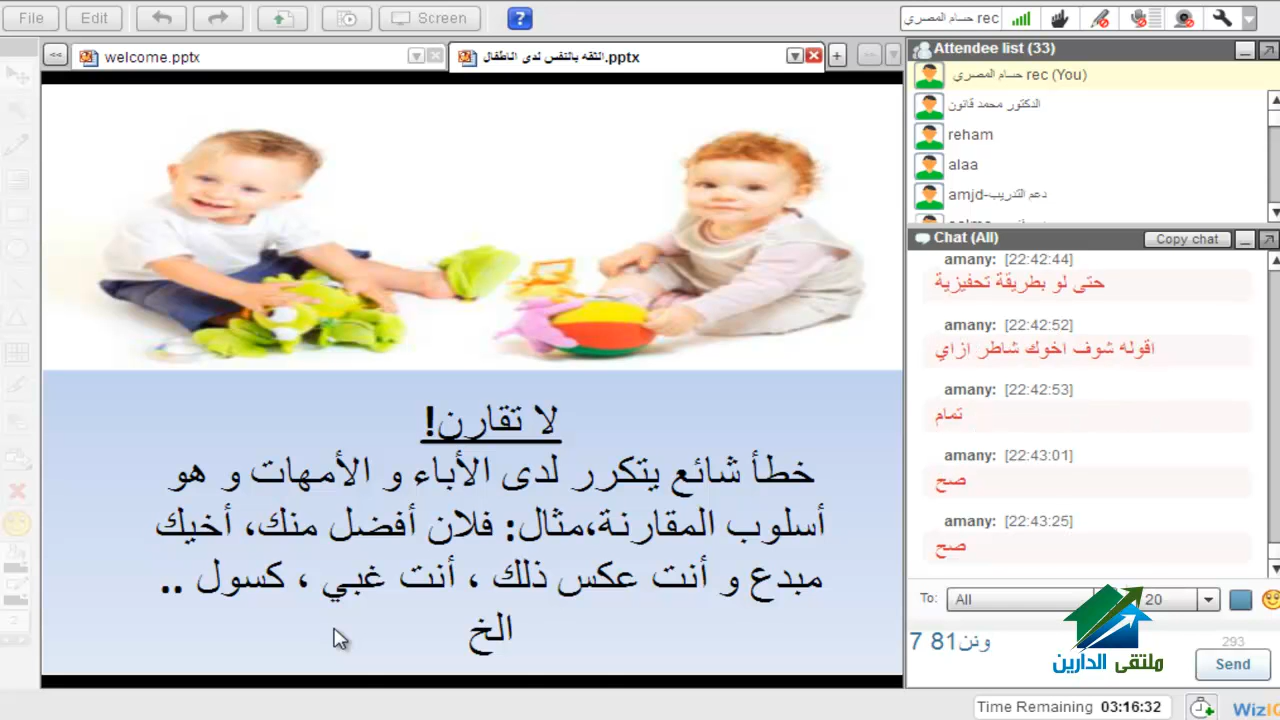 File
Edit
Screen
?
حسام المصري rec
welcome.pptx
الثقه بالنفس لدى الاطفال.pptx
Attendee list (33)
حسام المصري rec (You)
الدكتور محمد قانون
reham
alaa
دعم التدريب-amjd
Chat (All)
Copy chat
amany: [22:42:44]
حتى لو بطريقة تحفيزية
amany: [22:42:52]
اقوله شوف اخوك شاطر ازاي
amany: [22:42:53]
تمام
amany: [22:43:01]
صح
amany: [22:43:25]
صح
To:
All
20
ونن81 7
293
Send
ملتقى الدارين
لا تقارن!
خطأ شائع يتكرر لدى الأباء و الأمهات و هو
أسلوب المقارنة،مثال: فلان أفضل منك، أخيك
مبدع و أنت عكس ذلك ، أنت غبي ، كسول ..
الخ
Time Remaining 03:16:32